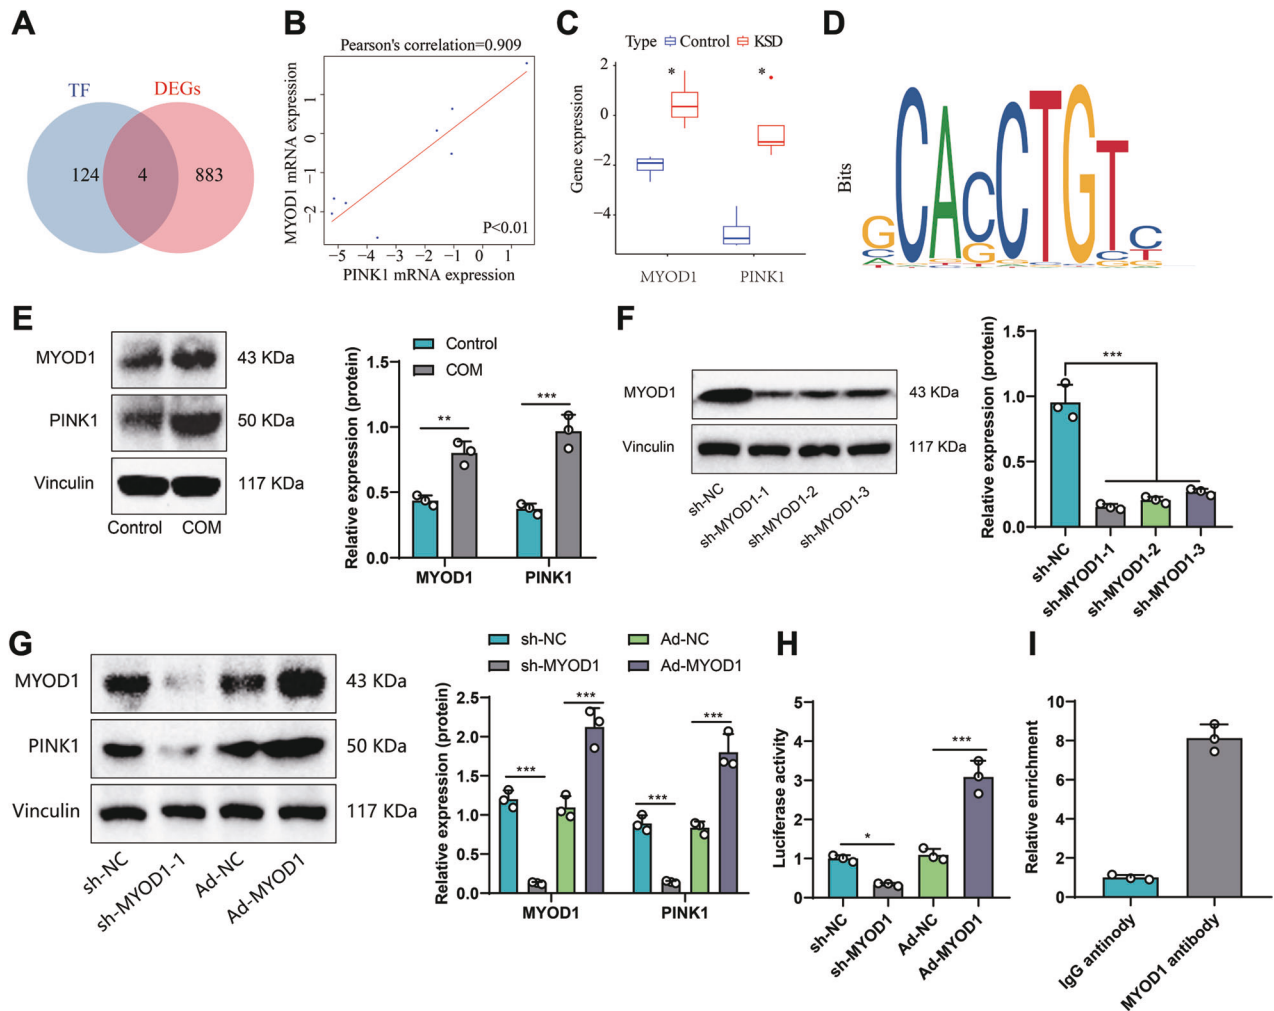 A
TF
DEGs
124
4
883
B
Pearson's correlation=0.909
MYOD1 mRNA expression
1
0
−1
−2
P<0.01
−5 −4 −3 −2 −1 0 1
PINK1 mRNA expression
C
Type Control KSD
Gene expression
2
0
−2
−4
*
*
MYOD1 PINK1
D
Bits
GCACCTGTC
E
MYOD1 43 KDa
PINK1 50 KDa
Vinculin 117 KDa
Control COM
Control
COM
Relative expression (protein)
1.5
1.0
0.5
0.0
**
***
MYOD1 PINK1
F
MYOD1 43 KDa
Vinculin 117 KDa
sh-NC
sh-MYOD1-1
sh-MYOD1-2
sh-MYOD1-3
Relative expression (protein)
1.5
1.0
0.5
0.0
***
sh-NC
sh-MYOD1-1
sh-MYOD1-2
sh-MYOD1-3
G
MYOD1 43 KDa
PINK1 50 KDa
Vinculin 117 KDa
sh-NC
sh-MYOD1-1
Ad-NC
Ad-MYOD1
sh-NC Ad-NC
sh-MYOD1 Ad-MYOD1
Relative expression (protein)
2.5
2.0
1.5
1.0
0.5
0.0
***
***
***
***
MYOD1 PINK1
H
Luciferase activity
5
4
3
2
1
0
*
***
sh-NC
sh-MYOD1
Ad-NC
Ad-MYOD1
I
Relative enrichment
10
8
6
4
2
0
IgG antinody
MYOD1 antibody